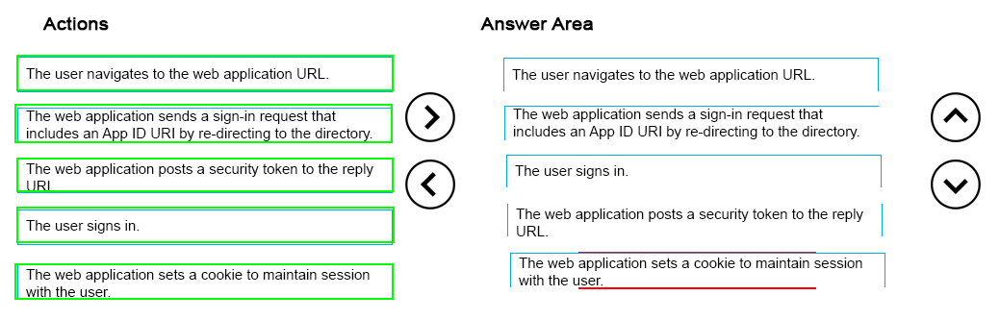 Actions
Answer Area
The user navigates to the web application URL.
The web application sends a sign-in request that
includes an App ID URI by re-directing to the directory.
The web application posts a security token to the reply
URL.
The user signs in.
The web application sets a cookie to maintain session
with the user.
The user navigates to the web application URL.
The web application sends a sign-in request that
includes an App ID URI by re-directing to the directory.
The user signs in.
The web application posts a security token to the reply
URL.
The web application sets a cookie to maintain session
with the user.